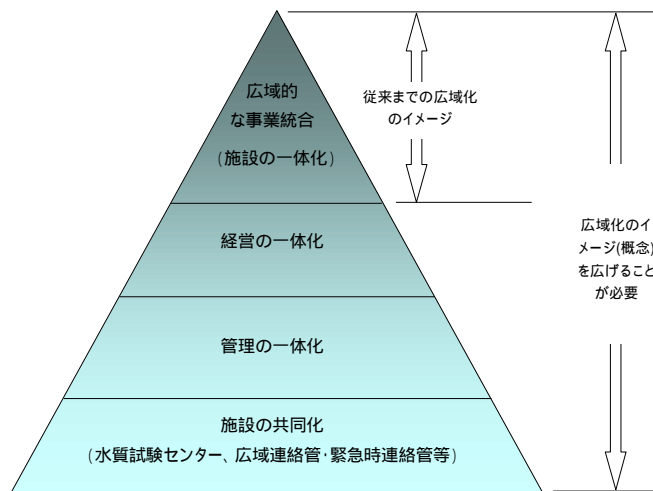 広域的
な事業統合
(施設の一体化)
従来までの広域化
のイメージ
経営の一体化
広域化のイ
メージ(概念)
を広げること
が必要
管理の一体化
施設の共同化
(水質試験センター、広域連絡管・緊急時連絡管等)